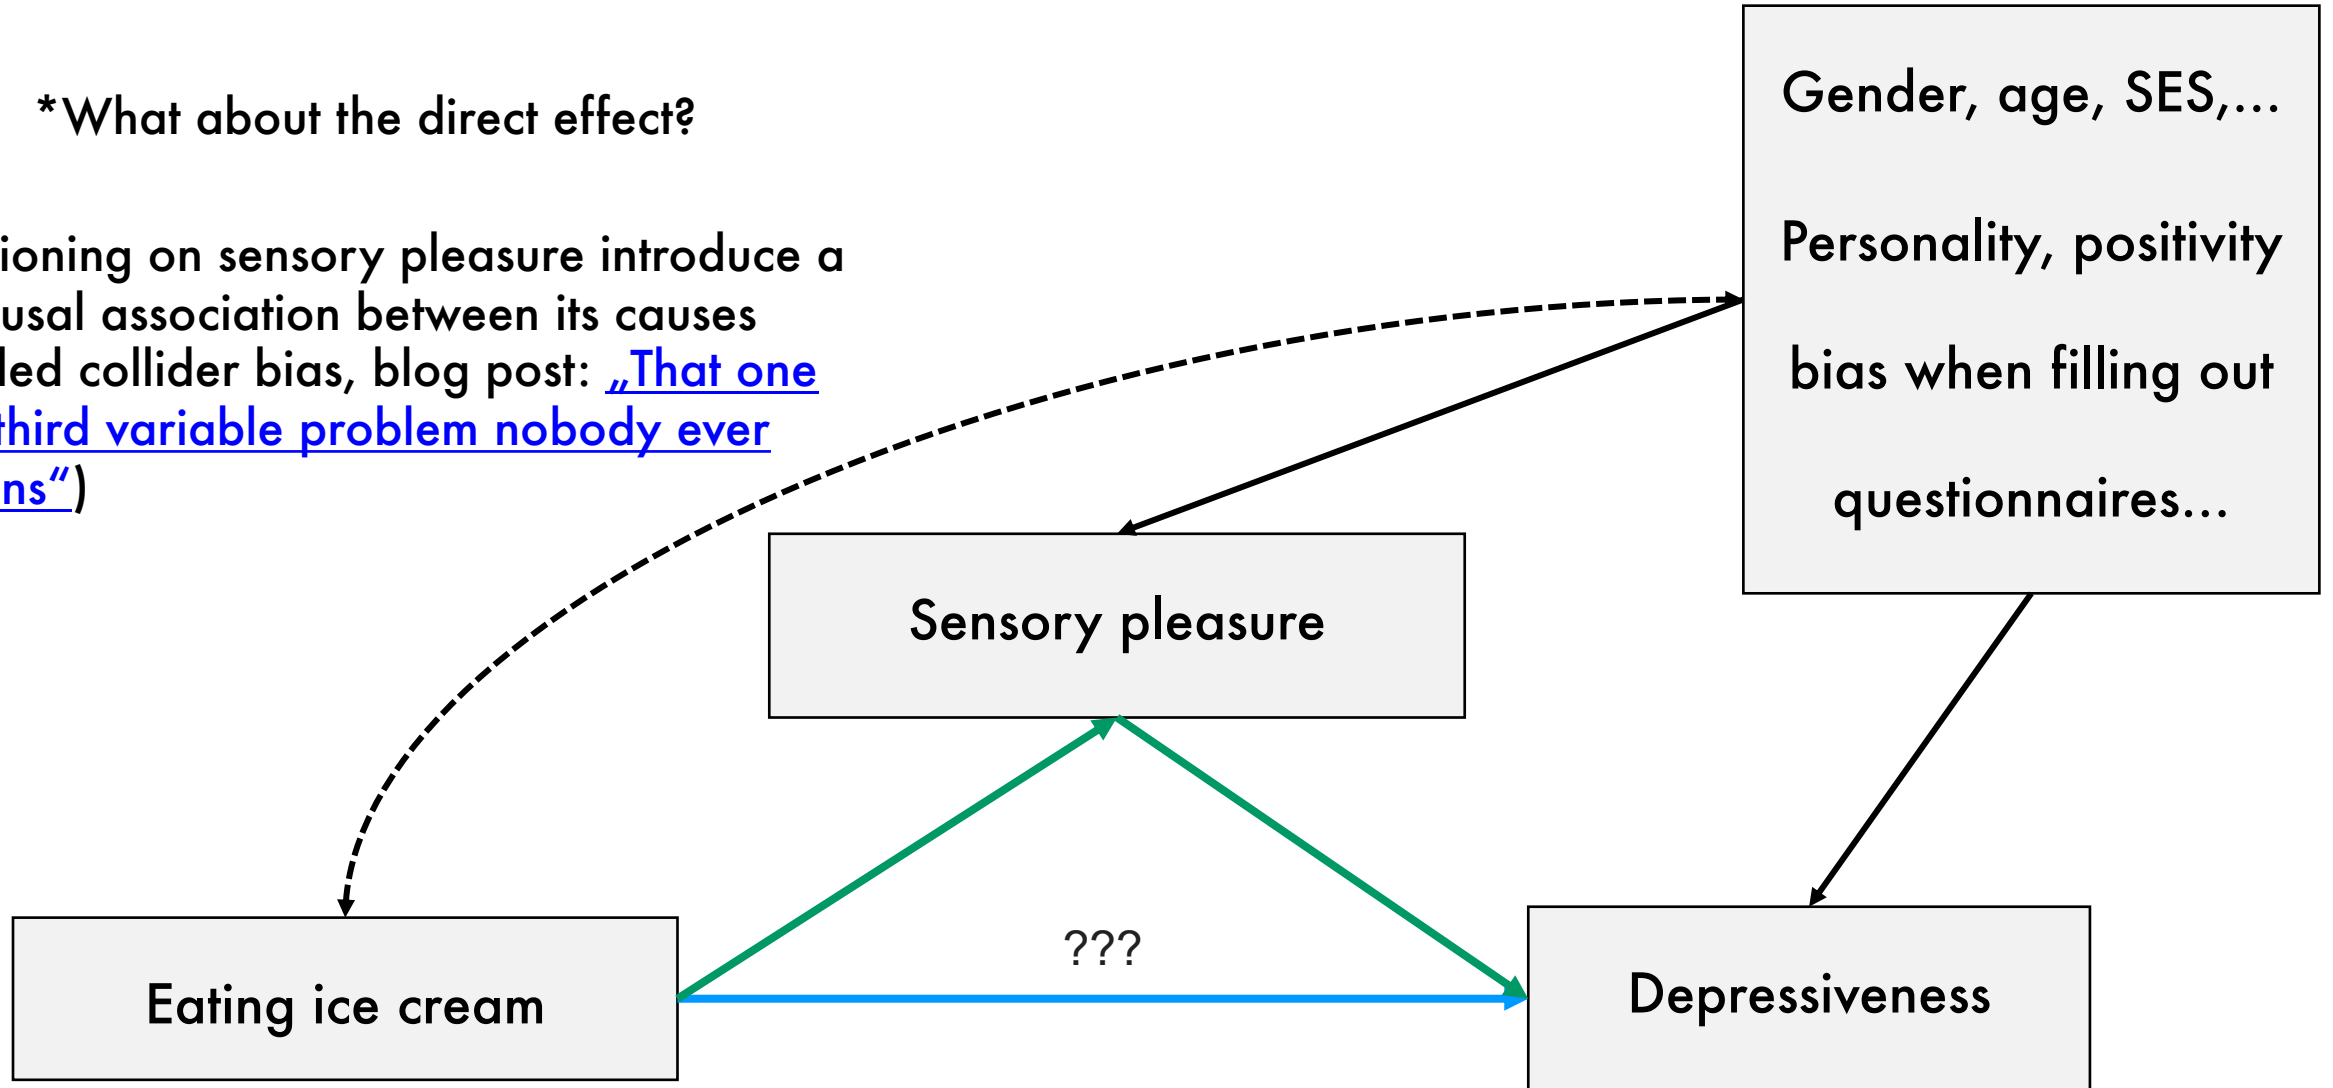 *What about the direct effect?
ioning on sensory pleasure introduce a
usal association between its causes
led collider bias, blog post: „That one
third variable problem nobody ever
ns“)
Gender, age, SES,...
Personality, positivity
bias when filling out
questionnaires...
Sensory pleasure
???
Eating ice cream
Depressiveness